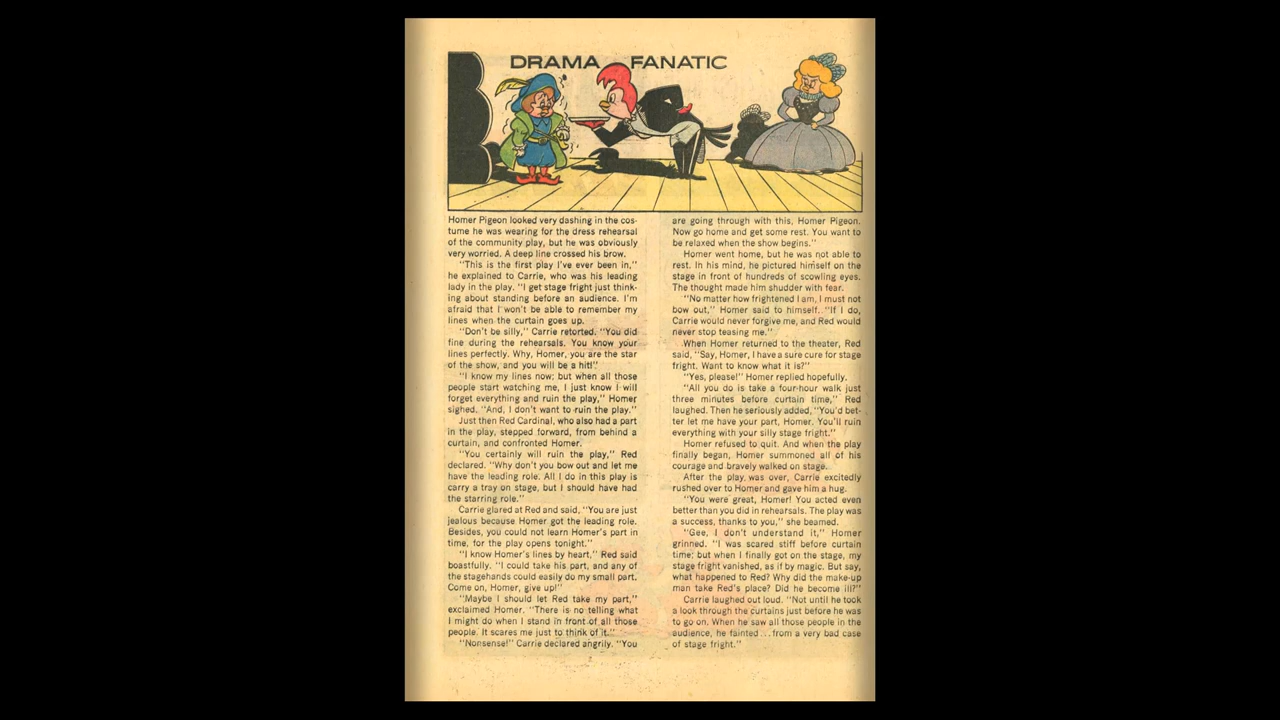 DRAMA FANATIC
Homer Pigeon looked very dashing in the cos-
tume he was wearing for the dress rehearsal
of the community play, but he was obviously
very worried. A deep line crossed his brow.
"This is the first play I've ever been in,"
he explained to Carrie, who was his leading
lady in the play. "I get stage fright just think-
ing about standing before an audience. I'm
afraid that I won't be able to remember my
lines when the curtain goes up.
"Don't be silly," Carrie retorted. "You did
fine during the rehearsals. You know your
lines perfectly. Why, Homer, you are the star
of the show, and you will be a hit!"
"I know my lines now; but when all those
people start watching me, I just know I will
forget everything and ruin the play," Homer
sighed. "And, I don't want to ruin the play."
Just then Red Cardinal, who also had a part
in the play, stepped forward, from behind a
curtain, and confronted Homer.
"You certainly will ruin the play," Red
declared. "Why don't you bow out and let me
have the leading role. All I do in this play is
carry a tray on stage, but I should have had
the starring role."
Carrie glared at Red and said, "You are just
jealous because Homer got the leading role.
Besides, you could not learn Homer's part in
time, for the play opens tonight."
"I know Homer's lines by heart," Red said
boastfully. "I could take his part, and any of
the stagehands could easily do my small part.
Come on, Homer, give up!"
"Maybe I should let Red take my part,"
exclaimed Homer. "There is no telling what
I might do when I stand in front of all those
people. It scares me just to think of it."
"Nonsense!" Carrie declared angrily. "You
are going through with this, Homer Pigeon.
Now go home and get some rest. You want to
be relaxed when the show begins."
Homer went home, but he was not able to
rest. In his mind, he pictured himself on the
stage in front of hundreds of scowling eyes.
The thought made him shudder with fear.
"No matter how frightened I am, I must not
bow out," Homer said to himself. "If I do,
Carrie would never forgive me, and Red would
never stop teasing me."
When Homer returned to the theater, Red
said, "Say, Homer, I have a sure cure for stage
fright. Want to know what it is?"
"Yes, please!" Homer replied hopefully.
"All you do is take a four-hour walk just
three minutes before curtain time," Red
laughed. Then he seriously added, "You'd bet-
ter let me have your part, Homer. You'll ruin
everything with your silly stage fright."
Homer refused to quit. And when the play
finally began, Homer summoned all of his
courage and bravely walked on stage.
After the play was over, Carrie excitedly
rushed over to Homer and gave him a hug.
"You were great, Homer! You acted even
better than you did in rehearsals. The play was
a success, thanks to you," she beamed.
"Gee, I don't understand it," Homer
grinned. "I was scared stiff before curtain
time; but when I finally got on the stage, my
stage fright vanished, as if by magic. But say,
what happened to Red? Why did the make-up
man take Red's place? Did he become ill?"
Carrie laughed out loud. "Not until he took
a look through the curtains just before he was
to go on. When he saw all those people in the
audience, he fainted...from a very bad case
of stage fright."